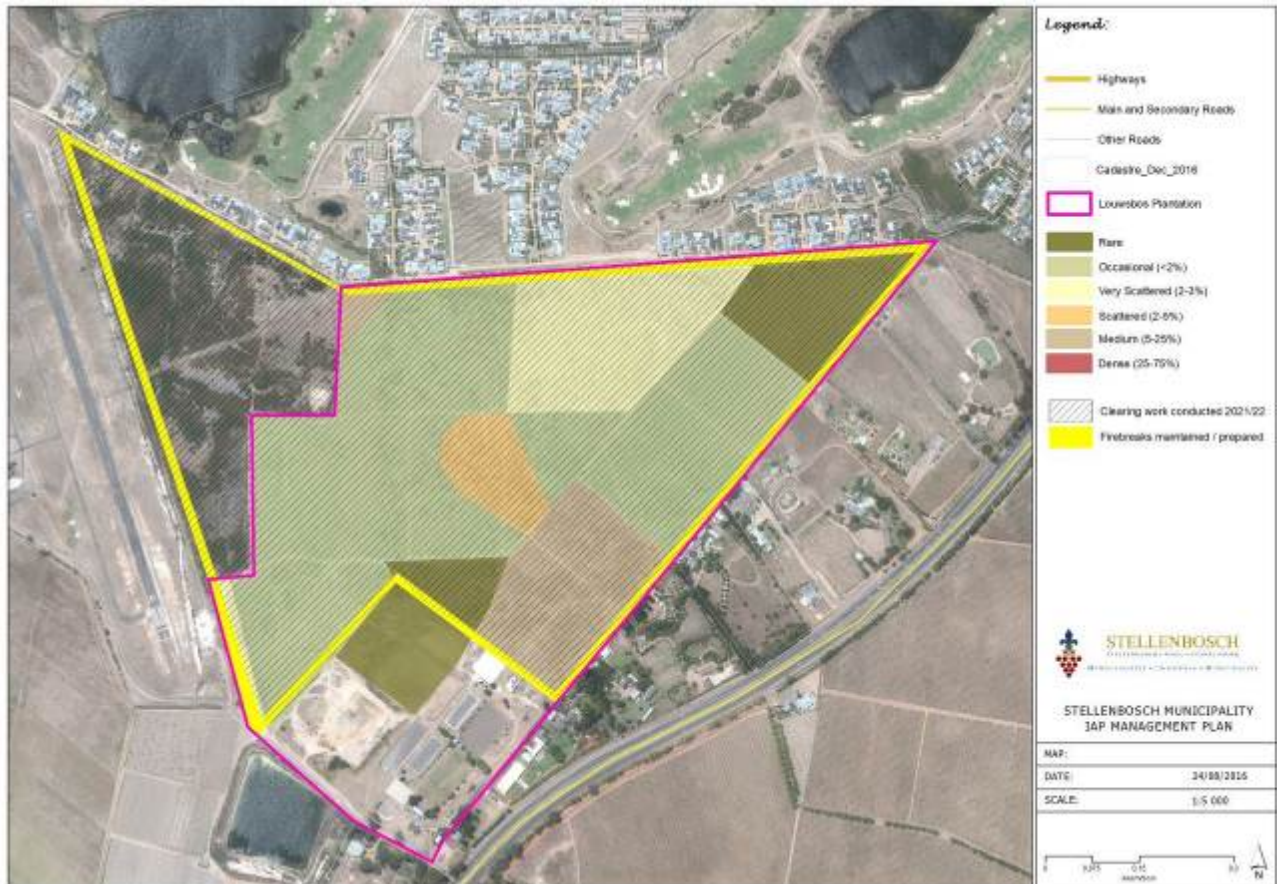 Legend:
Highways
Main and Secondary Roads
Other Roads
Cadastre_Dec_2016
Louwsbos Plantation
Rare
Occasional (<2%)
Very Scattered (2-3%)
Scattered (2-5%)
Medium (5-25%)
Dense (25-75%)
Clearing work conducted 2021/22
Firebreaks maintained / prepared
STELLENBOSCH
STELLENBOSCH MUNICIPALITY
IAP MANAGEMENT PLAN
MAP:
DATE: 24/08/2016
SCALE: 1:5 000
N